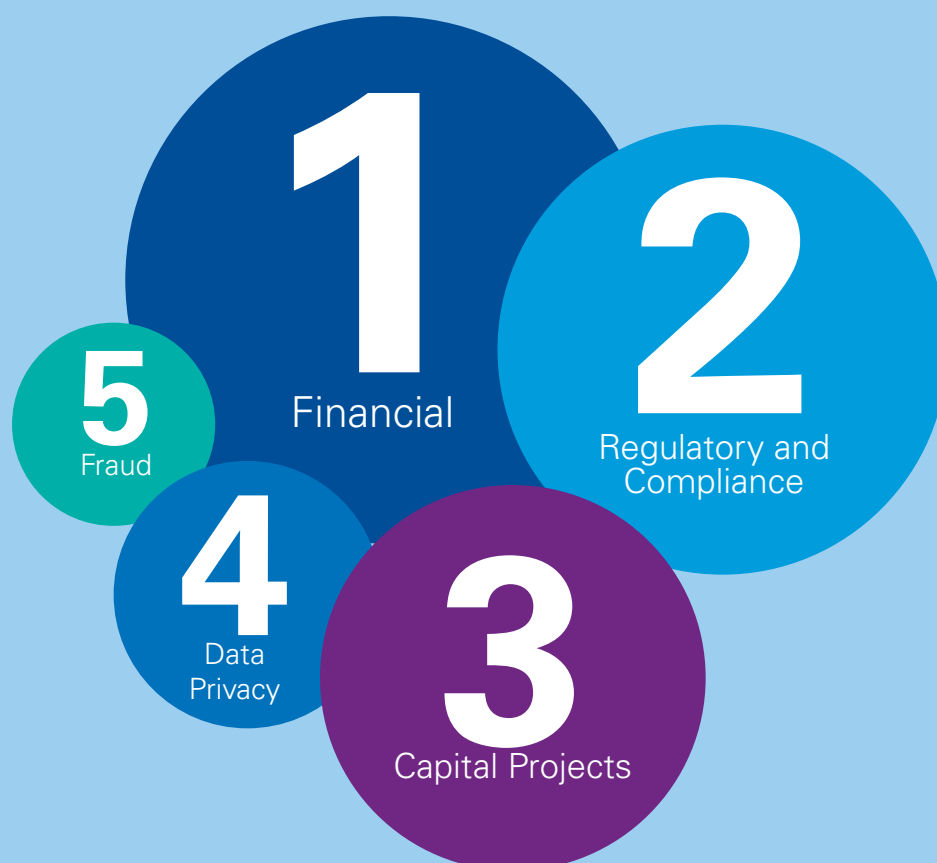 1
Financial
2
Regulatory and
Compliance
3
Capital Projects
4
Data
Privacy
5
Fraud